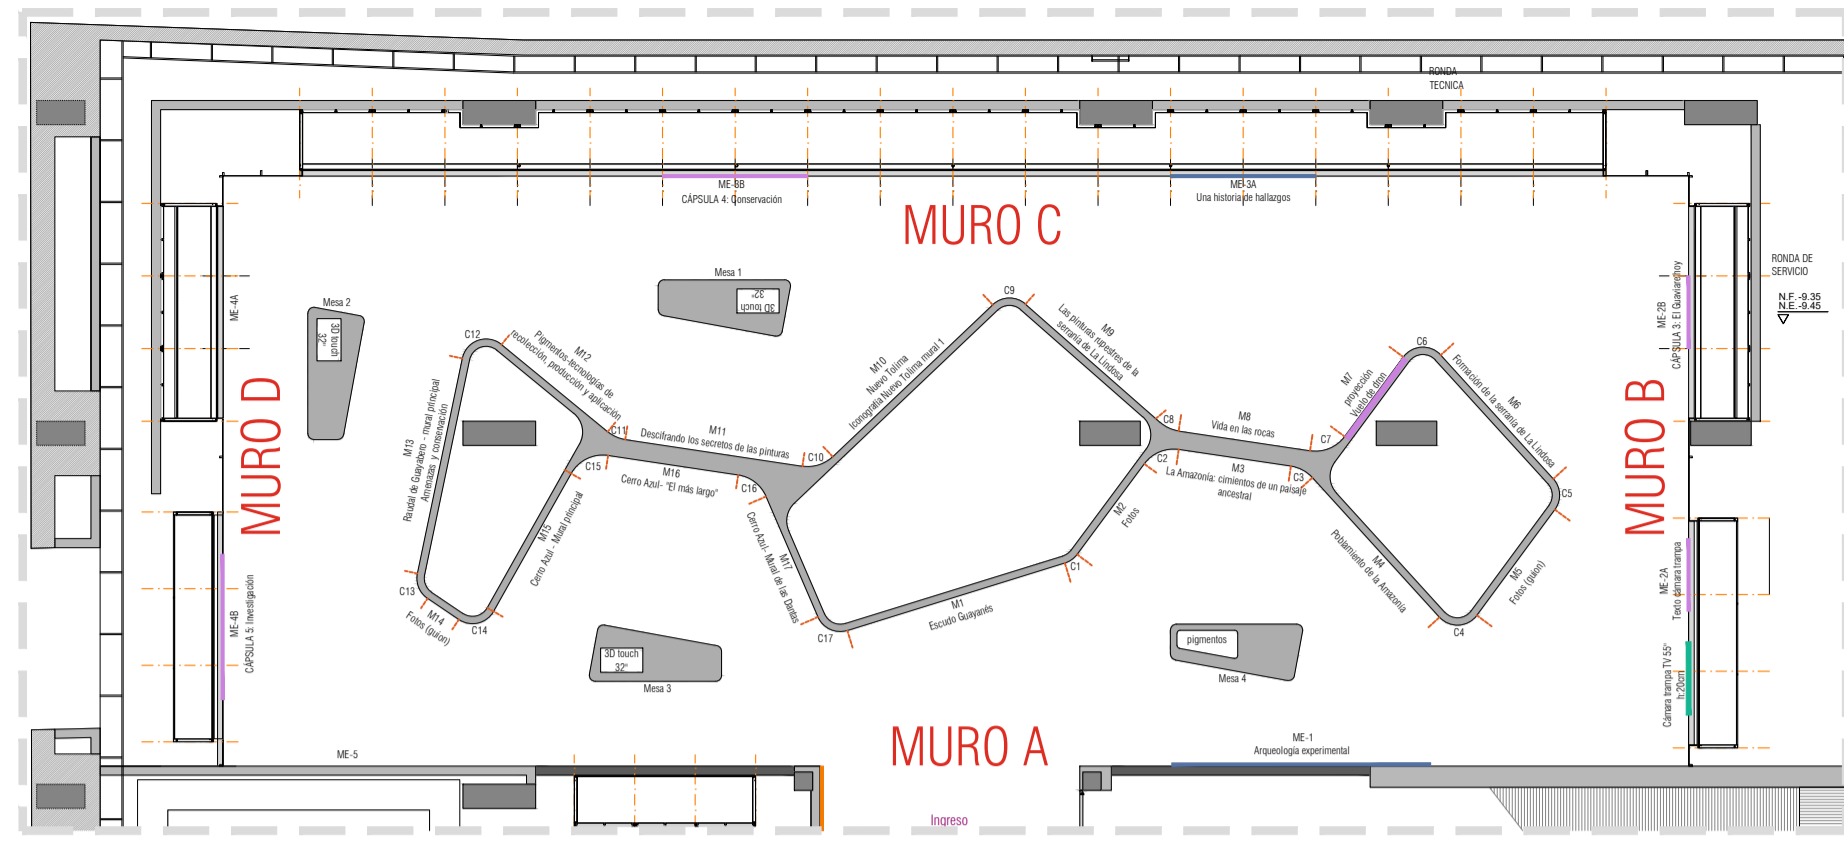 RONDA
TECNICA
ME-3B
CÁPSULA 4: Conservación
ME-3A
Una historia de hallazgos
MURO C
RONDA DE
SERVICIO
N.F. -9.35
N.E. -9.45
ME-2B
CÁPSULA 3: El Guaviare hoy
ME-4A
Mesa 1
3D touch
32"
Mesa 2
3D touch
32"
C9
M9
Las pinturas rupestres de la
serranía de La Lindosa
M10
Nuevo Tolima
Iconografía Nuevo Tolima mural 1
C12
M12
Pigmentos-tecnologías de
recolección, producción y aplicación
C6
M7
proyección
Vuelo de dron
M6
Formación de la serranía de La Lindosa
MURO D
MURO B
M13
Raudal de Guayabero - mural principal
Amenazas y conservación
C11
M11
Descifrando los secretos de las pinturas
C10
C8
M8
Vida en las rocas
C7
C15
M16
Cerro Azul- "El más largo"
C16
C2
M3
La Amazonía: cimientos de un paisaje
ancestral
C3
C5
M15
Cerro Azul - Mural principal
M17
Cerro Azul- Mural de las Dantas
M2
Fotos
M4
Poblamiento de la Amazonía
M5
Fotos (guion)
C1
C13
M14
Fotos (guion)
C14
C17
M1
Escudo Guayanés
C4
ME-4B
CÁPSULA 5: Investigación
ME-2A
Texto cámara trampa
Cámara trampa TV 55"
h:20cm
3D touch
32"
Mesa 3
pigmentos
Mesa 4
MURO A
ME-5
ME-1
Arqueología experimental
Ingreso